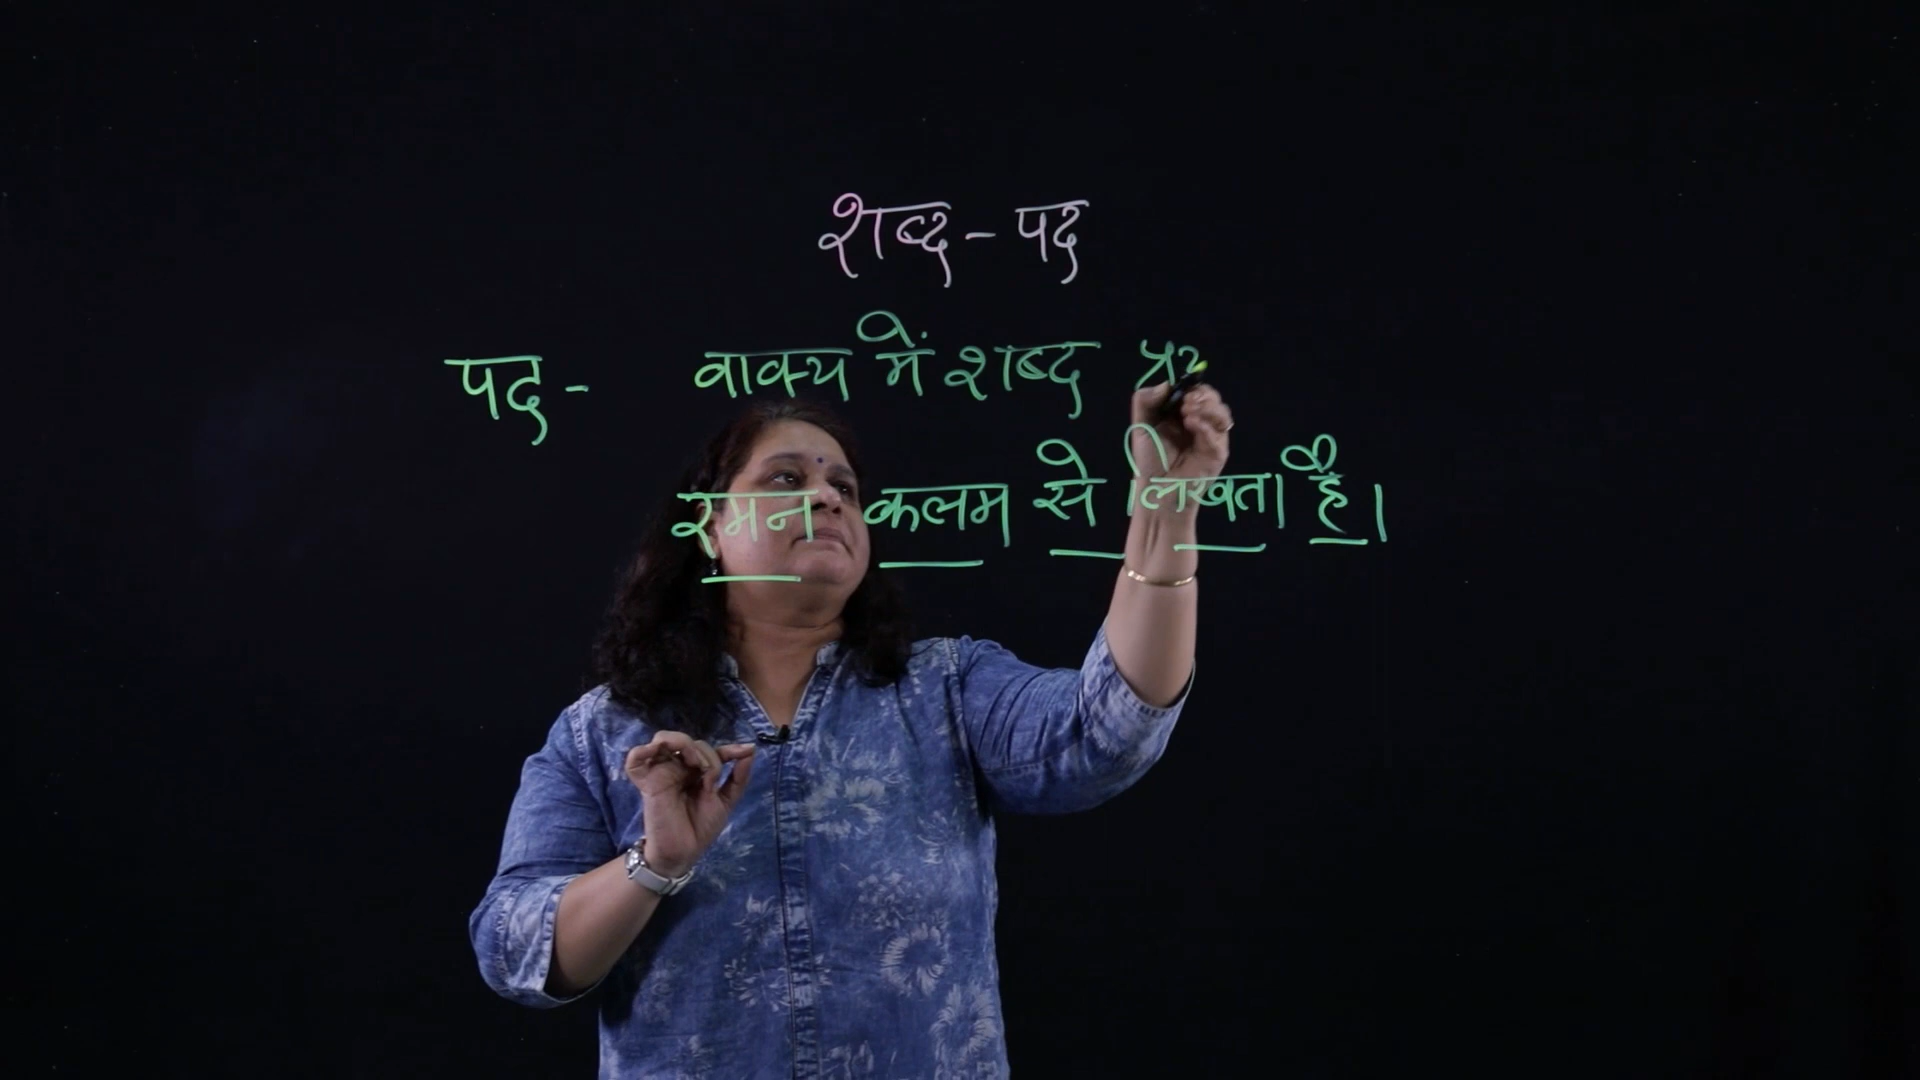 शब्द - पद
पद - वाक्य में शब्द
रमन कलम से लिखता है।